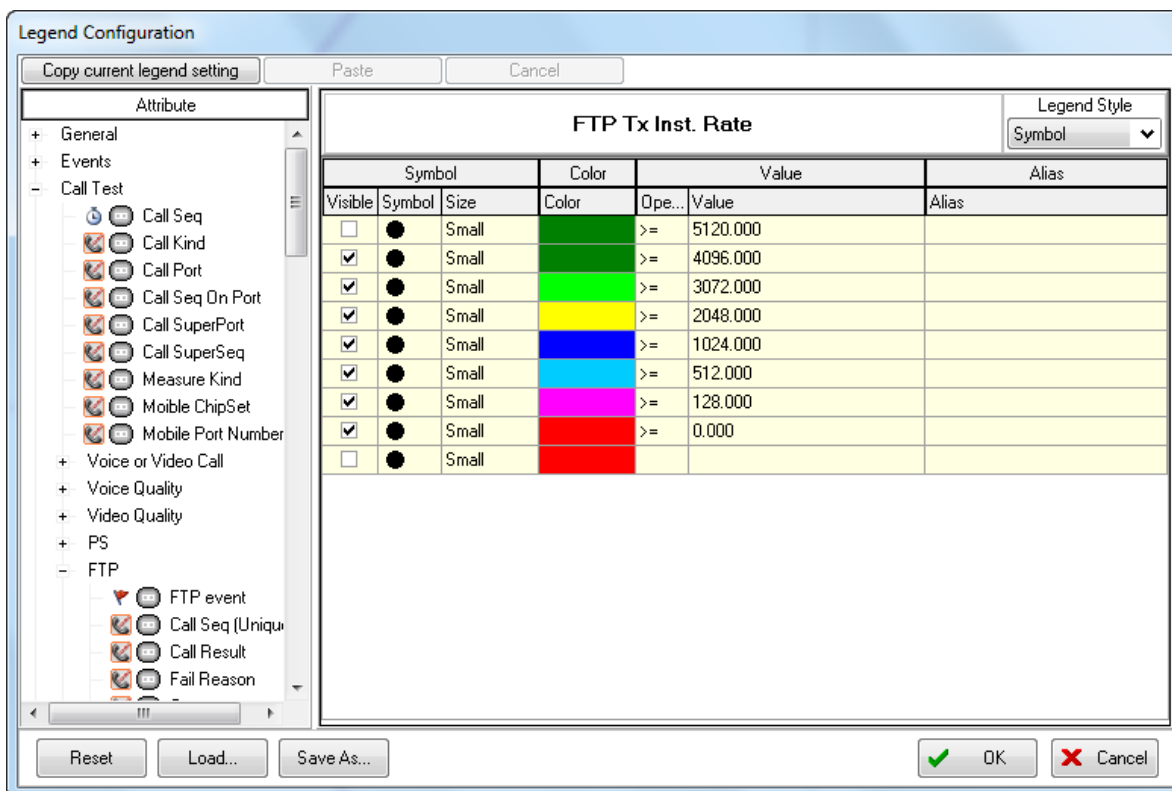 Legend Configuration
Copy current legend setting Paste Cancel
Attribute
General
Events
Call Test
Call Seq
Call Kind
Call Port
Call Seq On Port
Call SuperPort
Call SuperSeq
Measure Kind
Moible ChipSet
Mobile Port Number
Voice or Video Call
Voice Quality
Video Quality
PS
FTP
FTP event
Call Seq (Uniqu
Call Result
Fail Reason
FTP Tx Inst. Rate
Legend Style
Symbol
Symbol Color Value Alias
Visible Symbol Size Color Ope... Value Alias
Small >= 5120.000
Small >= 4096.000
Small >= 3072.000
Small >= 2048.000
Small >= 1024.000
Small >= 512.000
Small >= 128.000
Small >= 0.000
Small
Reset Load... Save As... OK Cancel